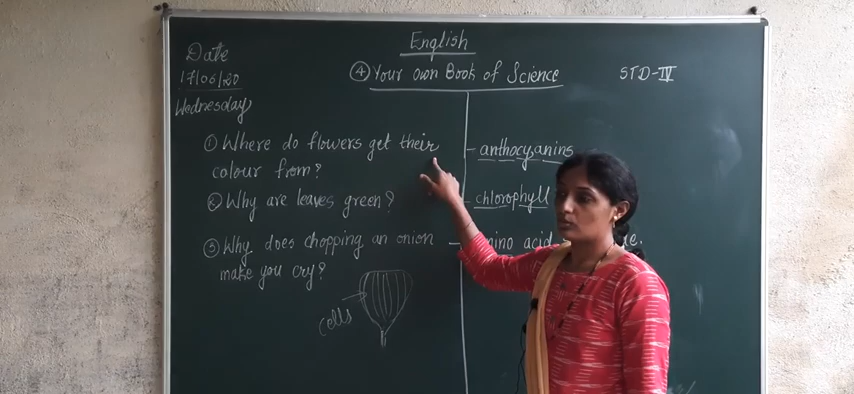 English
Date
17/06/20
Wednesday
④ Your own Book of Science
STD-IV
① Where do flowers get their
colour from?
anthocyanins
② Why are leaves green?
chlorophyll
③ Why does chopping an onion
make you cry?
acid
cells